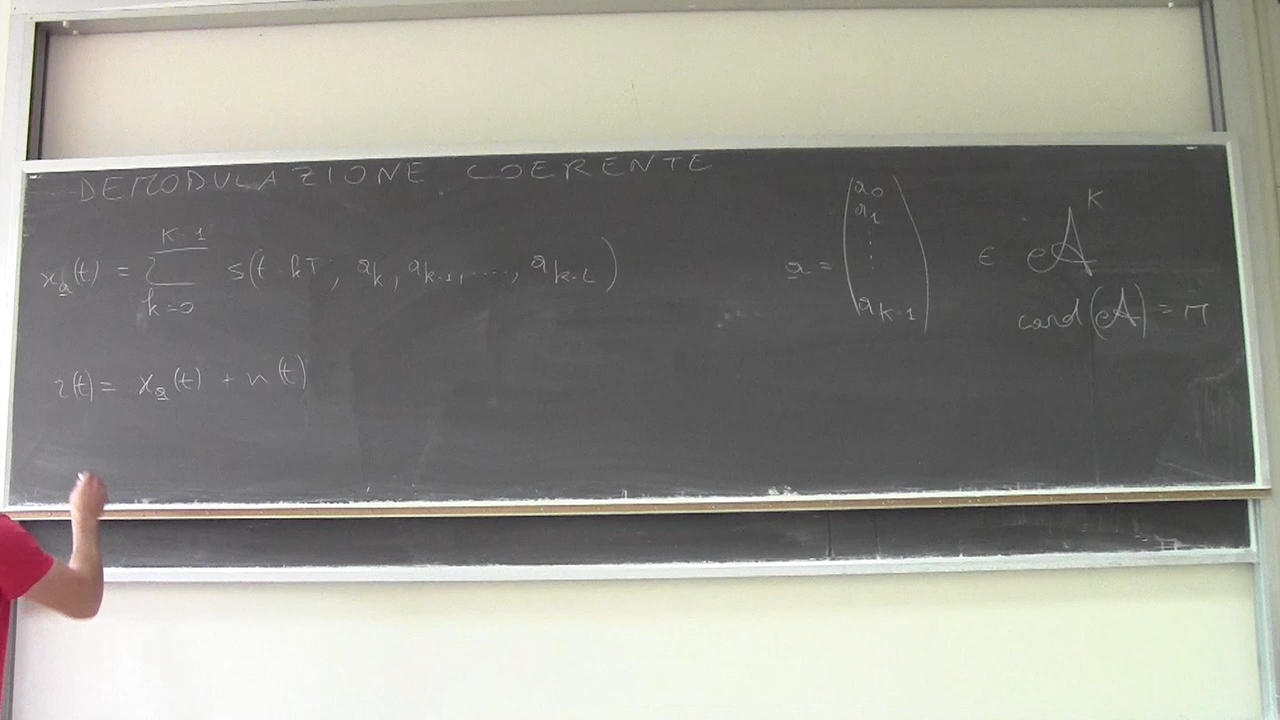 DEMODULAZIONE COERENTE
x_a(t) = Σ_{k=0}^{K-1} s(t-kT, a_k, a_{k-1}, ....., a_{k-L})
a = (a_0 a_1 ⋮ a_{K-1}) ∈ 𝒜^K
card(𝒜) = M
r(t) = x_a(t) + n(t)